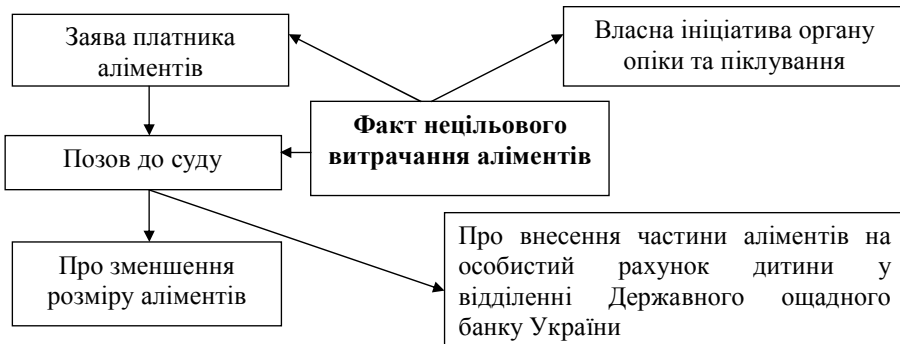 Заява платника
аліментів
Власна ініціатива органу
опіки та піклування
Факт нецільового
витрачання аліментів
Позов до суду
Про зменшення
розміру аліментів
Про внесення частини аліментів на
особистий рахунок дитини у
відділенні Державного ощадного
банку України